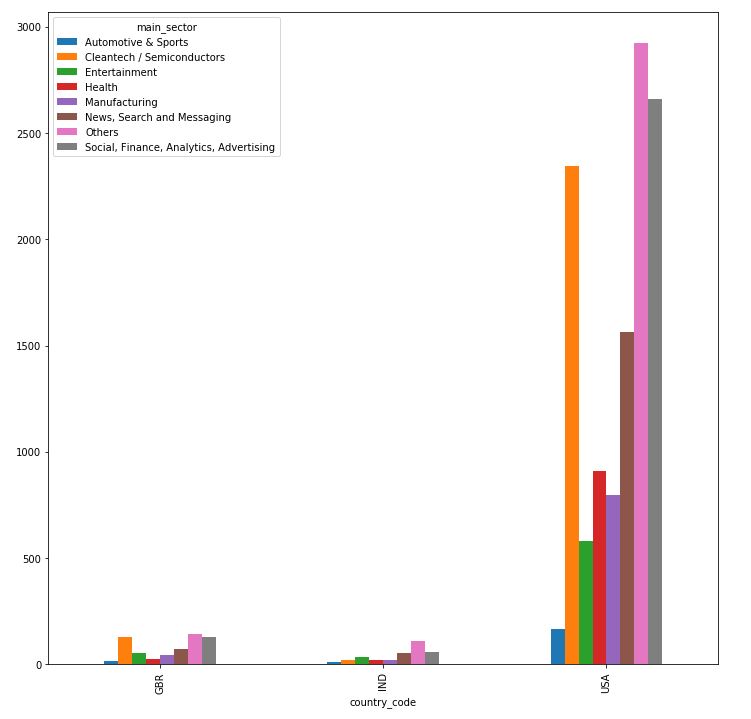 main_sector
Automotive & Sports
Cleantech / Semiconductors
Entertainment
Health
Manufacturing
News, Search and Messaging
Others
Social, Finance, Analytics, Advertising
3000
2500
2000
1500
1000
500
0
GBR
IND
USA
country_code